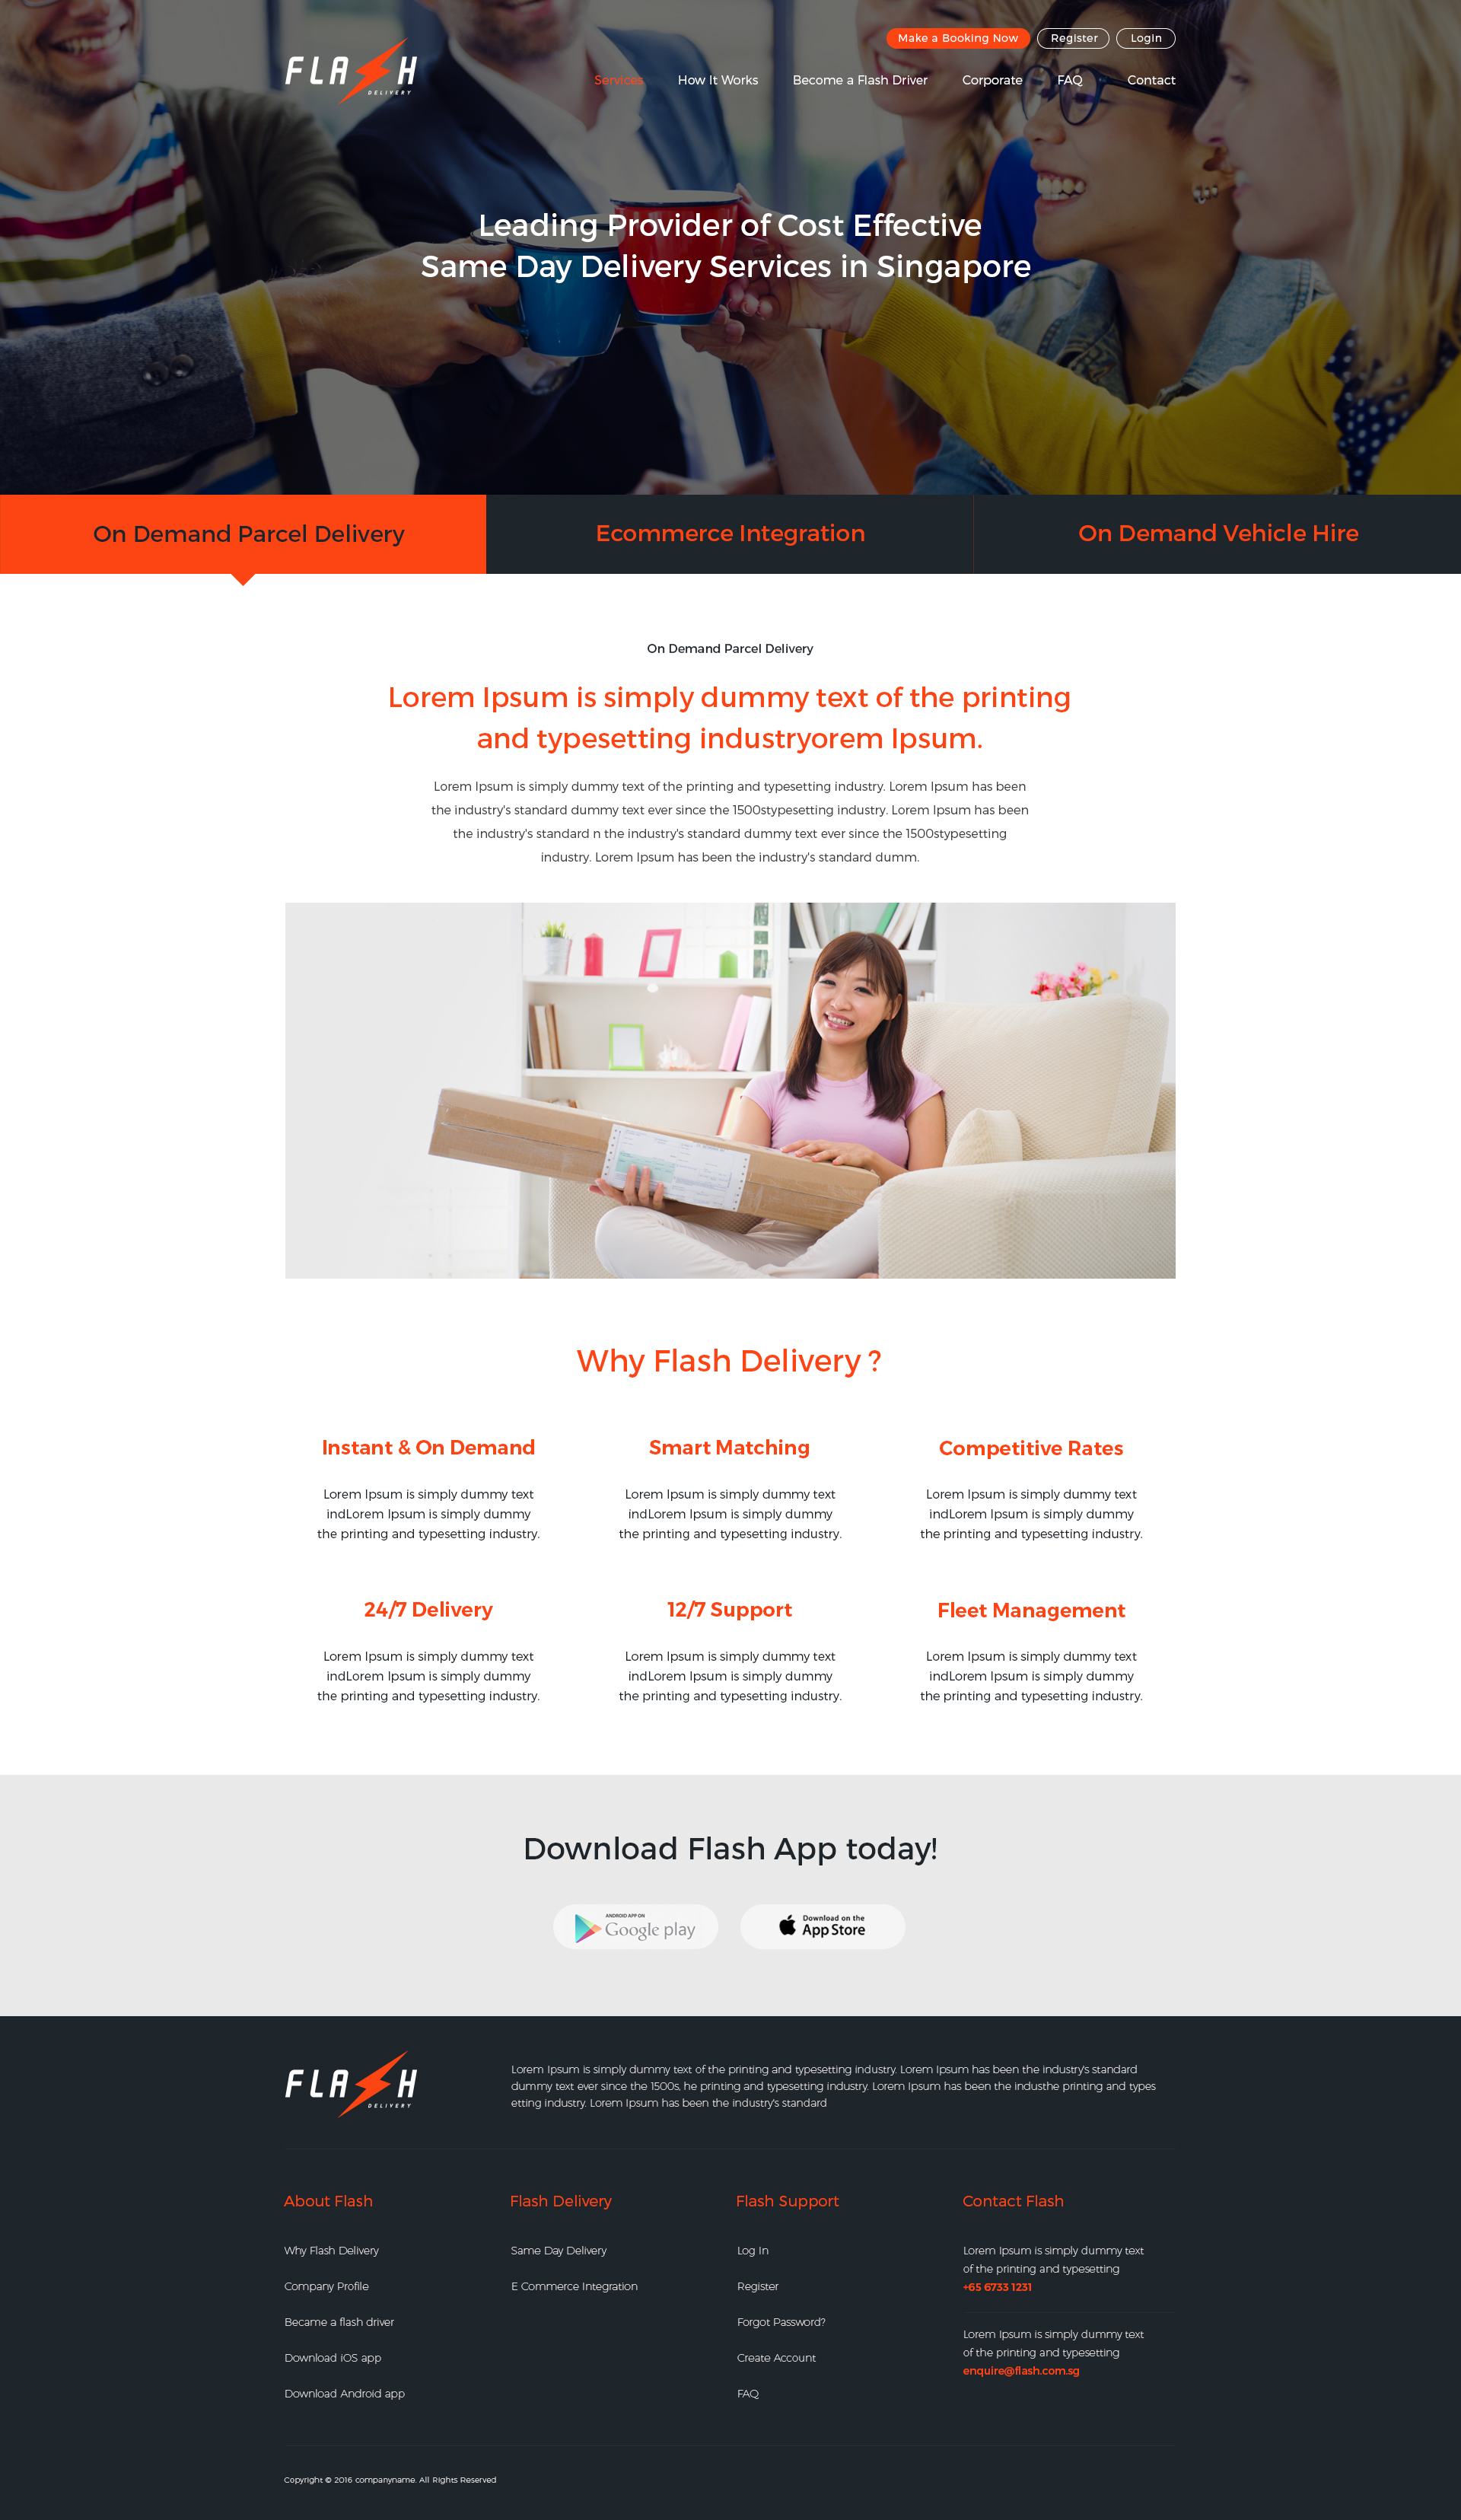 Make a Booking Now Register Login
FLASH
DELIVERY
Services How It Works Become a Flash Driver Corporate FAQ Contact
Leading Provider of Cost Effective
Same Day Delivery Services in Singapore
On Demand Parcel Delivery Ecommerce Integration On Demand Vehicle Hire
On Demand Parcel Delivery
Lorem Ipsum is simply dummy text of the printing
and typesetting industryorem Ipsum.
Lorem Ipsum is simply dummy text of the printing and typesetting industry. Lorem Ipsum has been
the industry's standard dummy text ever since the 1500stypesetting industry. Lorem Ipsum has been
the industry's standard n the industry's standard dummy text ever since the 1500stypesetting
industry. Lorem Ipsum has been the industry's standard dumm.
Why Flash Delivery ?
Instant & On Demand
Lorem Ipsum is simply dummy text
indLorem Ipsum is simply dummy
the printing and typesetting industry.
Smart Matching
Lorem Ipsum is simply dummy text
indLorem Ipsum is simply dummy
the printing and typesetting industry.
Competitive Rates
Lorem Ipsum is simply dummy text
indLorem Ipsum is simply dummy
the printing and typesetting industry.
24/7 Delivery
Lorem Ipsum is simply dummy text
indLorem Ipsum is simply dummy
the printing and typesetting industry.
12/7 Support
Lorem Ipsum is simply dummy text
indLorem Ipsum is simply dummy
the printing and typesetting industry.
Fleet Management
Lorem Ipsum is simply dummy text
indLorem Ipsum is simply dummy
the printing and typesetting industry.
Download Flash App today!
ANDROID APP ON
Google play
Download on the
App Store
FLASH
DELIVERY
Lorem Ipsum is simply dummy text of the printing and typesetting industry. Lorem Ipsum has been the industry's standard
dummy text ever since the 1500s, he printing and typesetting industry. Lorem Ipsum has been the industhe printing and types
etting industry. Lorem Ipsum has been the industry's standard
About Flash
Why Flash Delivery
Company Profile
Became a flash driver
Download iOS app
Download Android app
Flash Delivery
Same Day Delivery
E Commerce Integration
Flash Support
Log In
Register
Forgot Password?
Create Account
FAQ
Contact Flash
Lorem Ipsum is simply dummy text
of the printing and typesetting
+65 6733 1231
Lorem Ipsum is simply dummy text
of the printing and typesetting
enquire@flash.com.sg
Copyright © 2016 companyname. All Rights Reserved